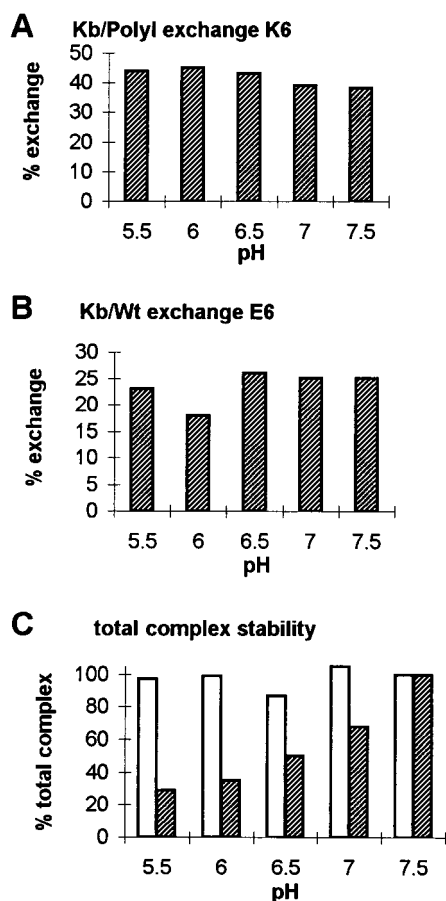 A Kb/Polyl exchange K6
% exchange
50
40
30
20
10
0
5.5 6 6.5 7 7.5
pH
B Kb/Wt exchange E6
% exchange
30
25
20
15
10
5
0
5.5 6 6.5 7 7.5
pH
C total complex stability
% total complex
100
80
60
40
20
0
5.5 6 6.5 7 7.5
pH